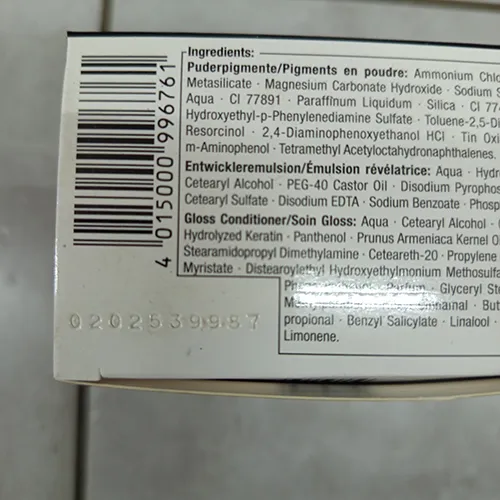 Ingredients:
Puderpigmente/Pigments en poudre: Ammonium Chlo
Metasilicate · Magnesium Carbonate Hydroxide · Sodium S
Aqua · CI 77891 · Paraffinum Liquidum · Silica · CI 774
Hydroxyethyl-p-Phenylenediamine Sulfate · Toluene-2,5-Di
Resorcinol · 2,4-Diaminophenoxyethanol HCl · Tin Oxi
m-Aminophenol · Tetramethyl Acetyloctahydronaphthalenes.
Entwickleremulsion/Émulsion révélatrice: Aqua · Hydr
Cetearyl Alcohol · PEG-40 Castor Oil · Disodium Pyrophos
Cetearyl Sulfate · Disodium EDTA · Sodium Benzoate · Phosp
Gloss Conditioner/Soin Gloss: Aqua · Cetearyl Alcohol ·
Hydrolyzed Keratin · Panthenol · Prunus Armeniaca Kernel O
Stearamidopropyl Dimethylamine · Ceteareth-20 · Propylene
Myristate · Distearoylethyl Hydroxyethylmonium Methosulfa
Parfum · Glyceryl Ste
But
propional · Benzyl Salicylate · Linalool ·
Limonene.
4 015000 996761
0202539987